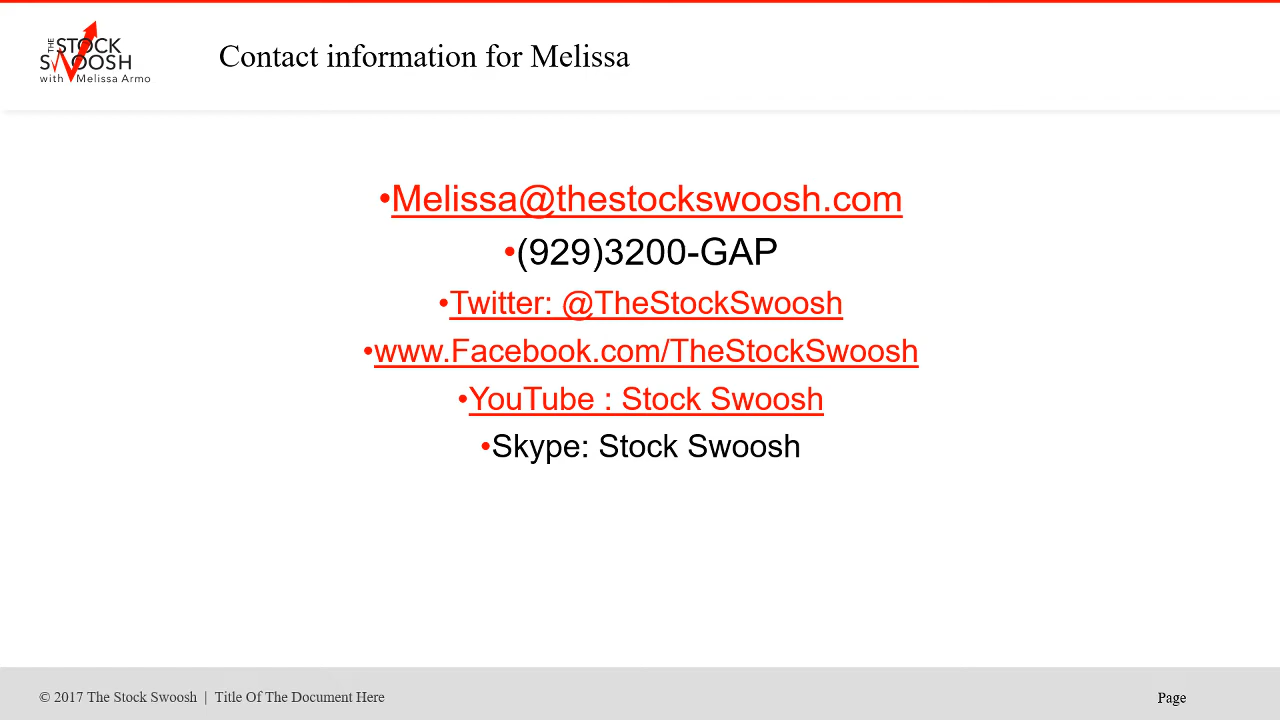 THE STOCK
SWOOSH
with Melissa Armo
Contact information for Melissa
•Melissa@thestockswoosh.com
•(929)3200-GAP
•Twitter: @TheStockSwoosh
•www.Facebook.com/TheStockSwoosh
•YouTube : Stock Swoosh
•Skype: Stock Swoosh
© 2017 The Stock Swoosh | Title Of The Document Here
Page